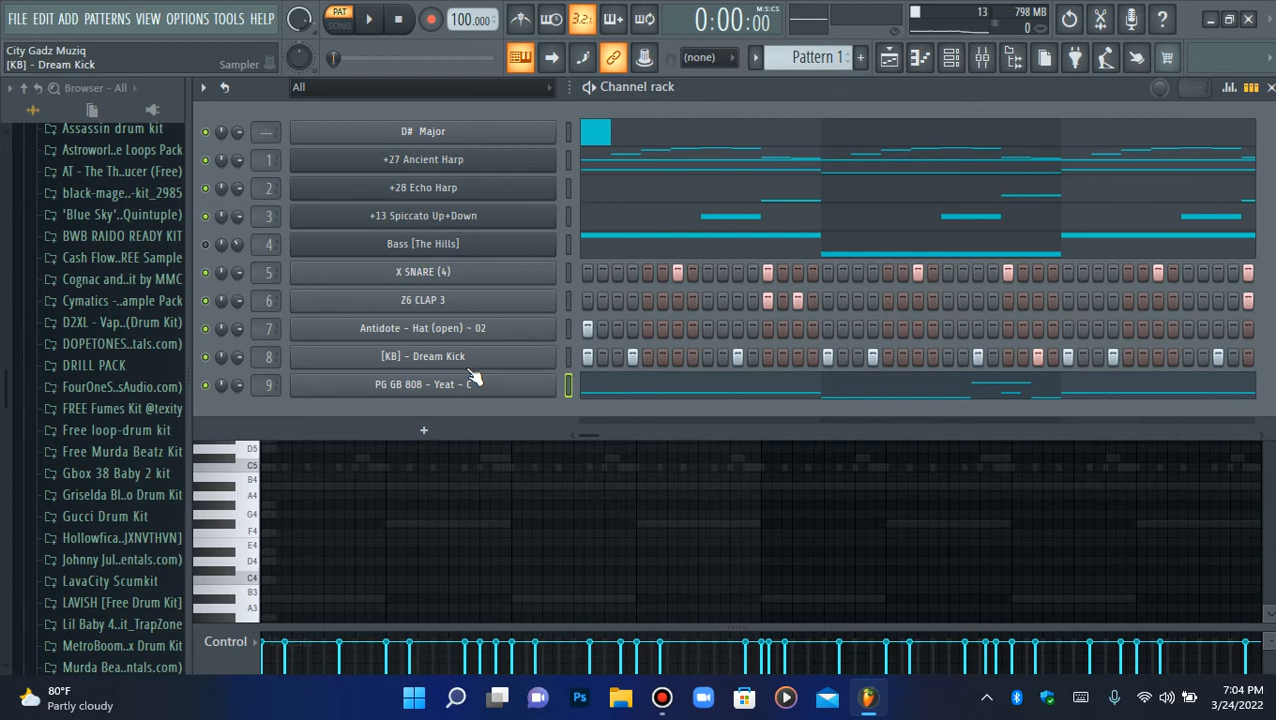 FILE EDIT ADD PATTERNS VIEW OPTIONS TOOLS HELP
PAT
SONG
100.000
3.2.
0:00:00
M:S:CS
13
798 MB
0
City Gadz Muziq
[KB] - Dream Kick
Sampler
(none)
Pattern 1
Browser - All
All
Channel rack
Assassin drum kit
Astroworl..e Loops Pack
AT - The Th..ucer (Free)
black-mage..-kit_2985
'Blue Sky'..Quintuple)
BWB RAIDO READY KIT
Cash Flow..REE Sample
Cognac and..it by MMC
Cymatics -..ample Pack
D2XL - Vap..(Drum Kit)
DOPETONES..tals.com)
DRILL PACK
FourOneS..sAudio.com)
FREE Fumes Kit @texity
Free loop-drum kit
Free Murda Beatz Kit
Gbox 38 Baby 2 kit
Griselda Bl..o Drum Kit
Gucci Drum Kit
Hollowfica..JXNVTHVN]
Johnny Jul..entals.com)
LavaCity Scumkit
LAVISH [Free Drum Kit]
Lil Baby 4..it_TrapZone
MetroBoom..e Drum Kit
Murda Bea..ntals.com)
--- D# Major
1 +27 Ancient Harp
2 +28 Echo Harp
3 +13 Spiccato Up+Down
4 Bass [The Hills]
5 X SNARE (4)
6 Z6 CLAP 3
7 Antidote - Hat (open) ~ 02
8 [KB] - Dream Kick
9 PG GB 808 - Yeat - C
+
D5
C5
B4
A4
G4
F4
E4
D4
C4
B3
A3
Control
80°F
Partly cloudy
Ps
7:04 PM
3/24/2022